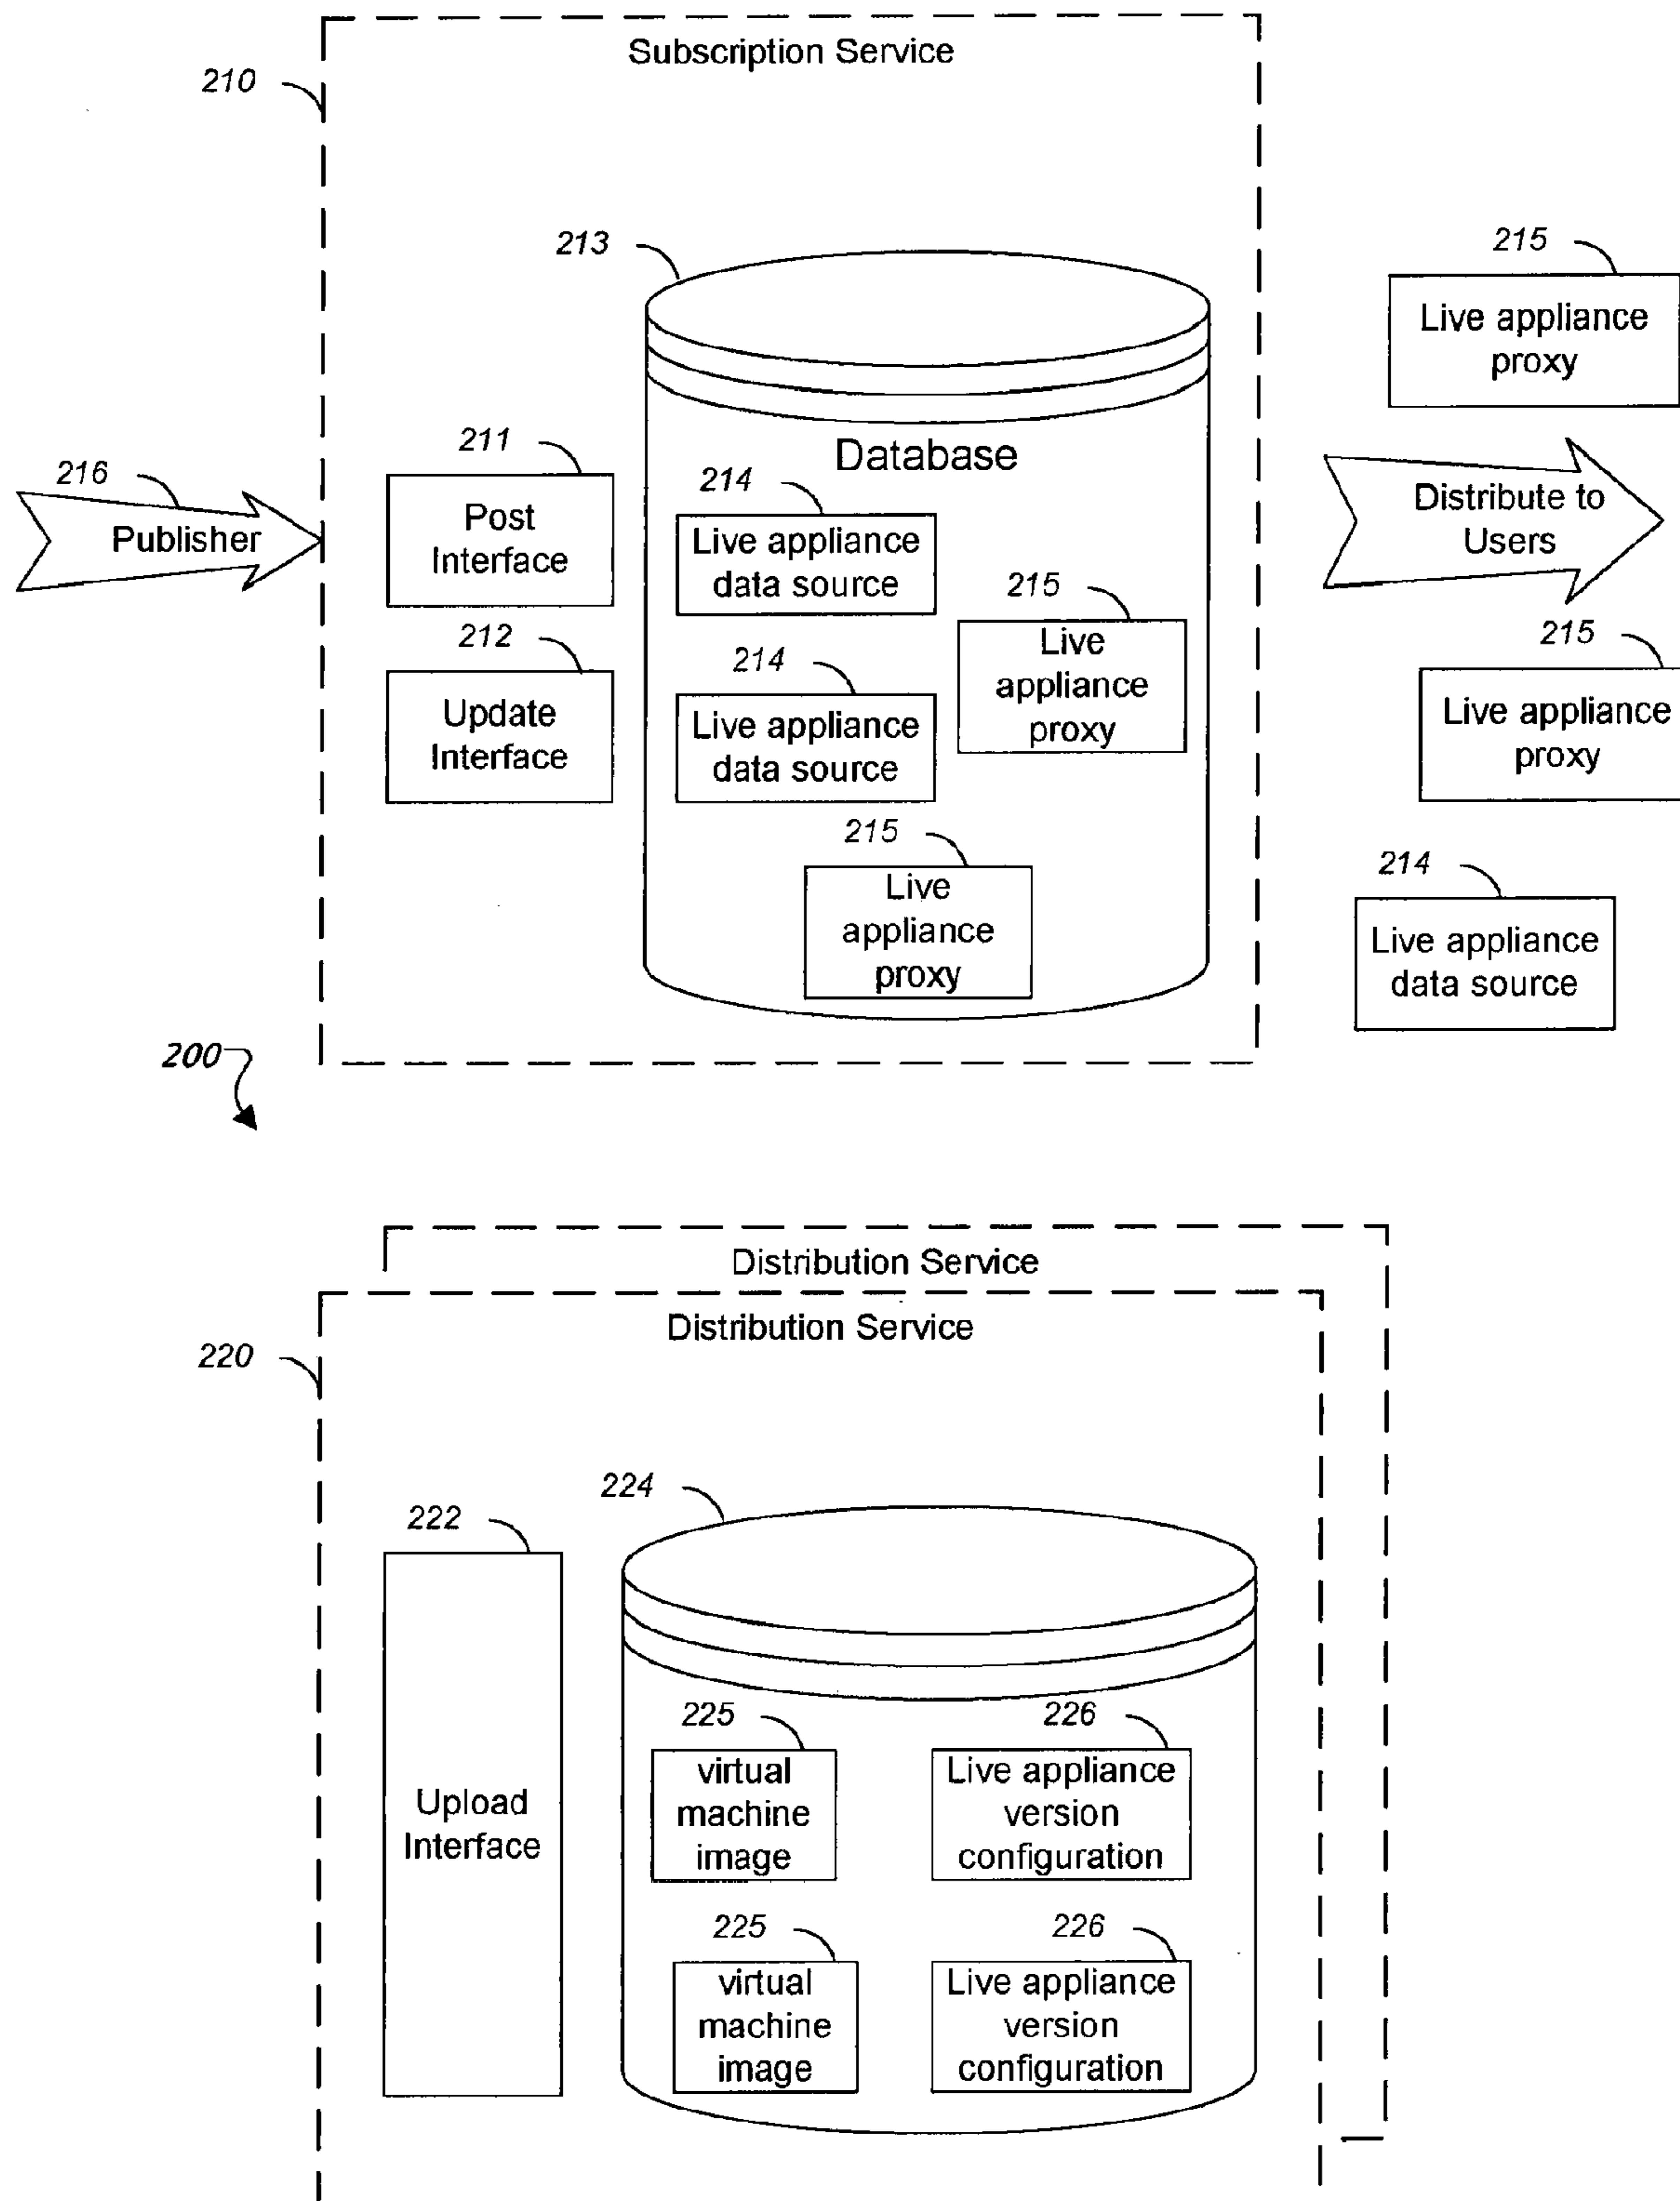 Subscription Service
210
213
215
Live appliance
proxy
211
Post
Interface
216
Publisher
Database
214
Live appliance
data source
Distribute to
Users
212
Update
Interface
214
Live appliance
data source
215
Live
appliance
proxy
215
Live appliance
proxy
215
Live
appliance
proxy
214
Live appliance
data source
200
Distribution Service
Distribution Service
220
224
222
Upload
Interface
225
virtual
machine
image
226
Live appliance
version
configuration
225
virtual
machine
image
226
Live appliance
version
configuration